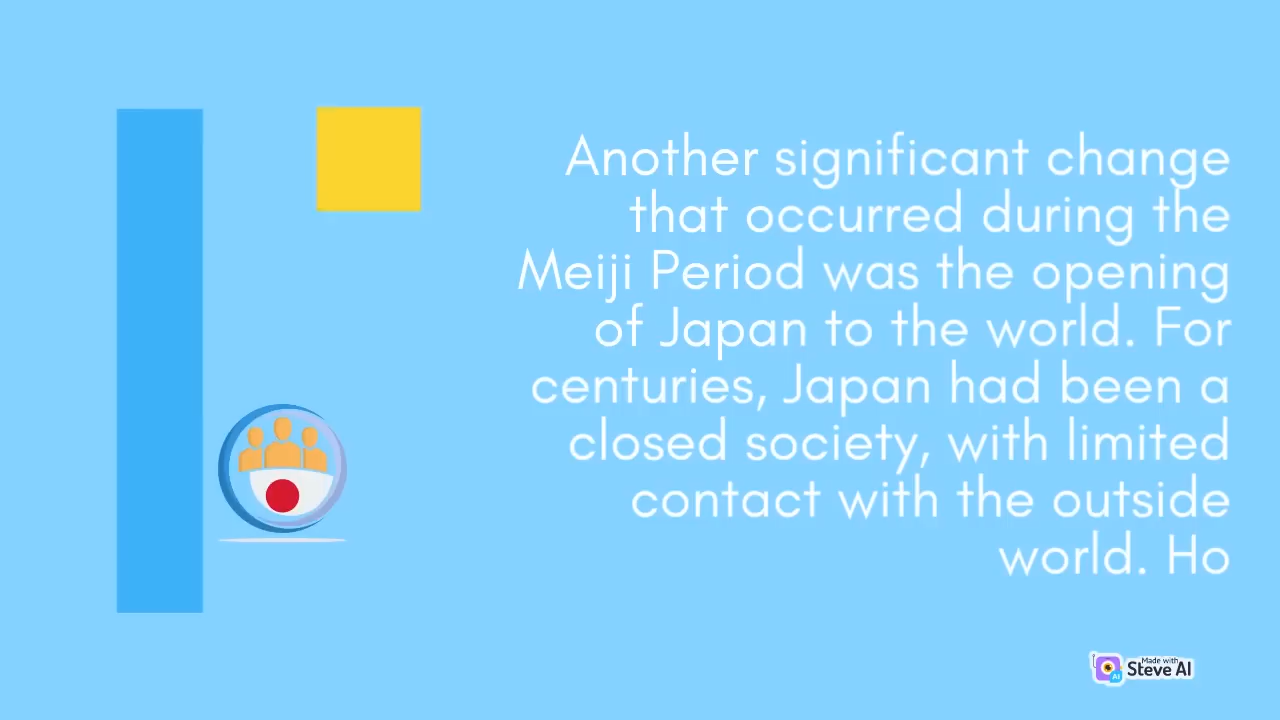 Another significant change
that occurred during the
Meiji Period was the opening
of Japan to the world. For
centuries, Japan had been a
closed society, with limited
contact with the outside
world. Ho
Made with
Steve AI
AI